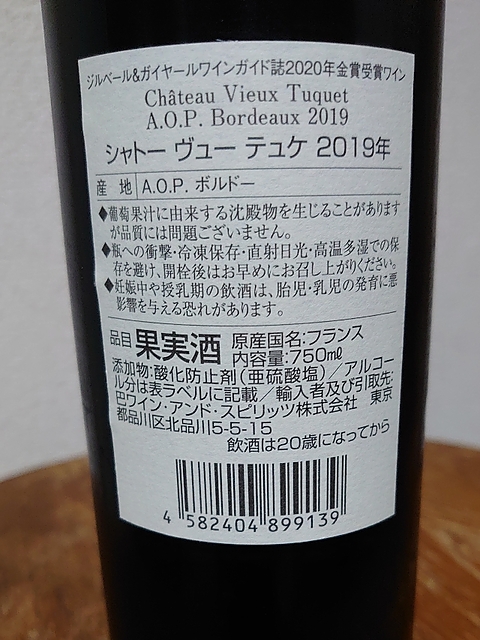 ジルベール&ガイヤールワインガイド誌2020年金賞受賞ワイン
Château Vieux Tuquet
A.O.P. Bordeaux 2019
シャトー ヴュー テュケ 2019年
産 地 A.O.P. ボルドー
◆葡萄果汁に由来する沈殿物を生じることがあります
が品質には問題ございません。
◆瓶への衝撃・冷凍保存・直射日光・高温多湿での保
存を避け、開栓後はお早めにお召し上がりください。
◆妊娠中や授乳期の飲酒は、胎児・乳児の発育に悪
影響を与える恐れがあります。
品目 果実酒 原産国名:フランス
内容量:750㎖
添加物:酸化防止剤(亜硫酸塩)/アルコー
ル分は表ラベルに記載/輸入者及び引取先:
巴ワイン・アンド・スピリッツ株式会社 東京
都品川区北品川5-5-15
飲酒は20歳になってから
4 582404 899139